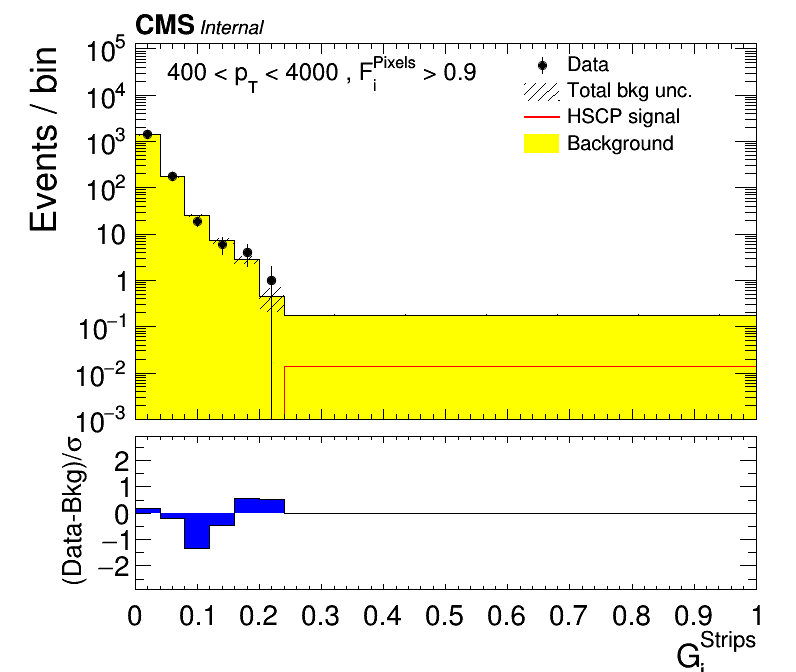 CMS Internal
400 < p_T < 4000 , F_i^Pixels > 0.9
Data
Total bkg unc.
HSCP signal
Background
Events / bin
10^5
10^4
10^3
10^2
10
1
10^−1
10^−2
10^−3
(Data-Bkg)/σ
2
1
0
−1
−2
0 0.1 0.2 0.3 0.4 0.5 0.6 0.7 0.8 0.9 1
G_i^Strips